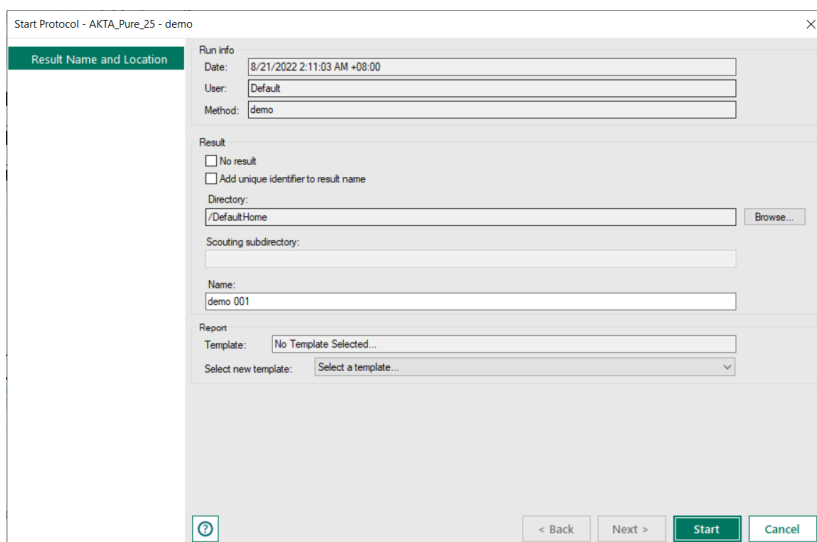 Start Protocol - AKTA_Pure_25 - demo
Result Name and Location
Run info
Date: 8/21/2022 2:11:03 AM +08:00
User: Default
Method: demo
Result
No result
Add unique identifier to result name
Directory:
/DefaultHome Browse...
Scouting subdirectory:
Name:
demo 001
Report
Template: No Template Selected...
Select new template: Select a template...
? < Back Next > Start Cancel